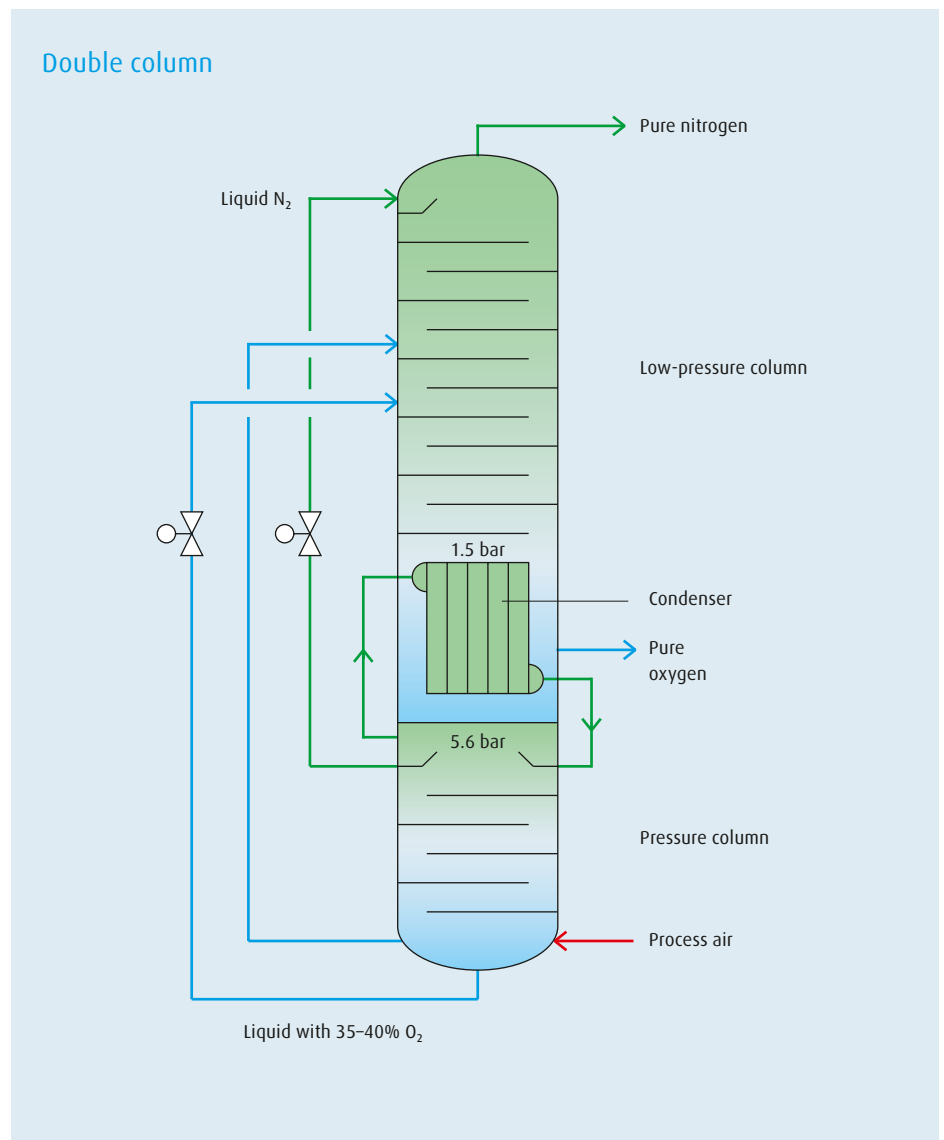 Double column
Pure nitrogen
Liquid N₂
Low-pressure column
1.5 bar
Condenser
Pure
oxygen
5.6 bar
Pressure column
Process air
Liquid with 35–40% O₂